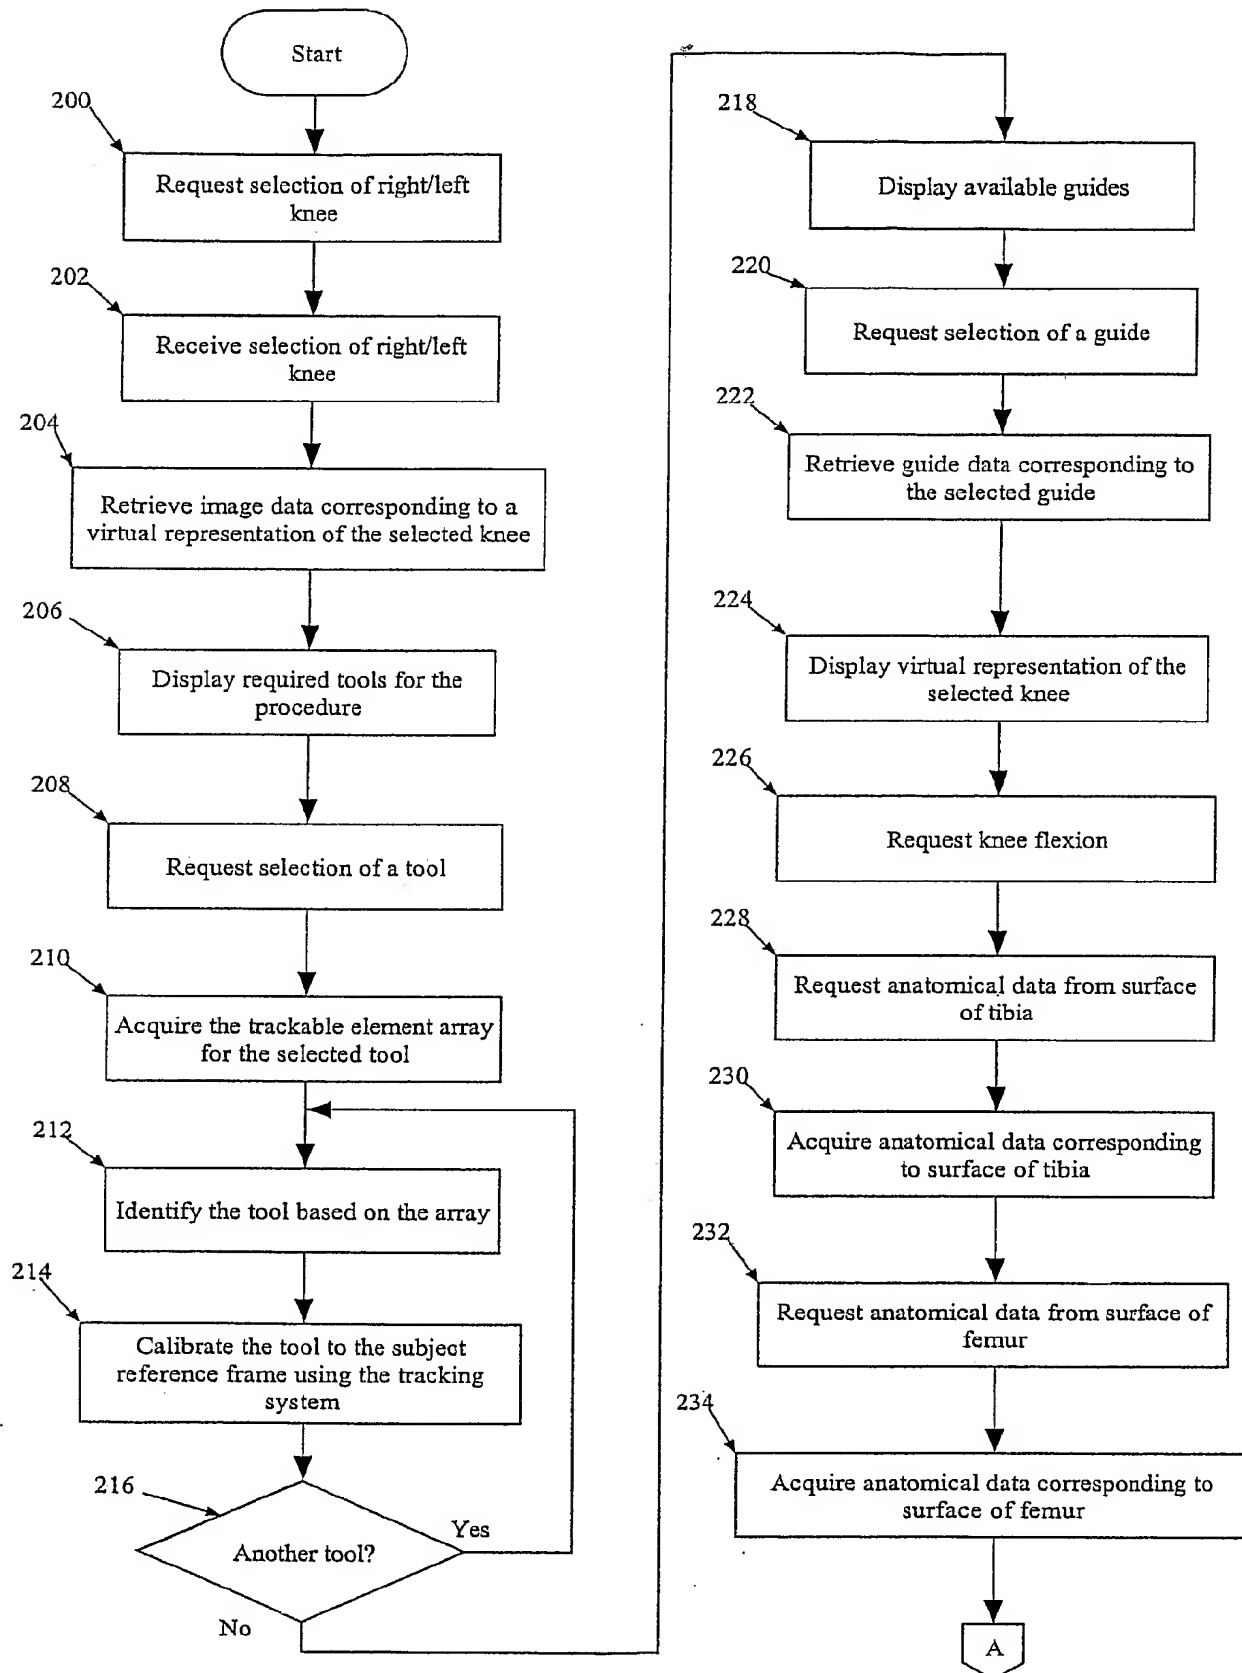 Start
200
Request selection of right/left
knee
202
Receive selection of right/left
knee
204
Retrieve image data corresponding to a
virtual representation of the selected knee
206
Display required tools for the
procedure
208
Request selection of a tool
210
Acquire the trackable element array
for the selected tool
212
Identify the tool based on the array
214
Calibrate the tool to the subject
reference frame using the tracking
system
216
Another tool?
Yes
No
218
Display available guides
220
Request selection of a guide
222
Retrieve guide data corresponding to
the selected guide
224
Display virtual representation of the
selected knee
226
Request knee flexion
228
Request anatomical data from surface
of tibia
230
Acquire anatomical data corresponding
to surface of tibia
232
Request anatomical data from surface of
femur
234
Acquire anatomical data corresponding to
surface of femur
A